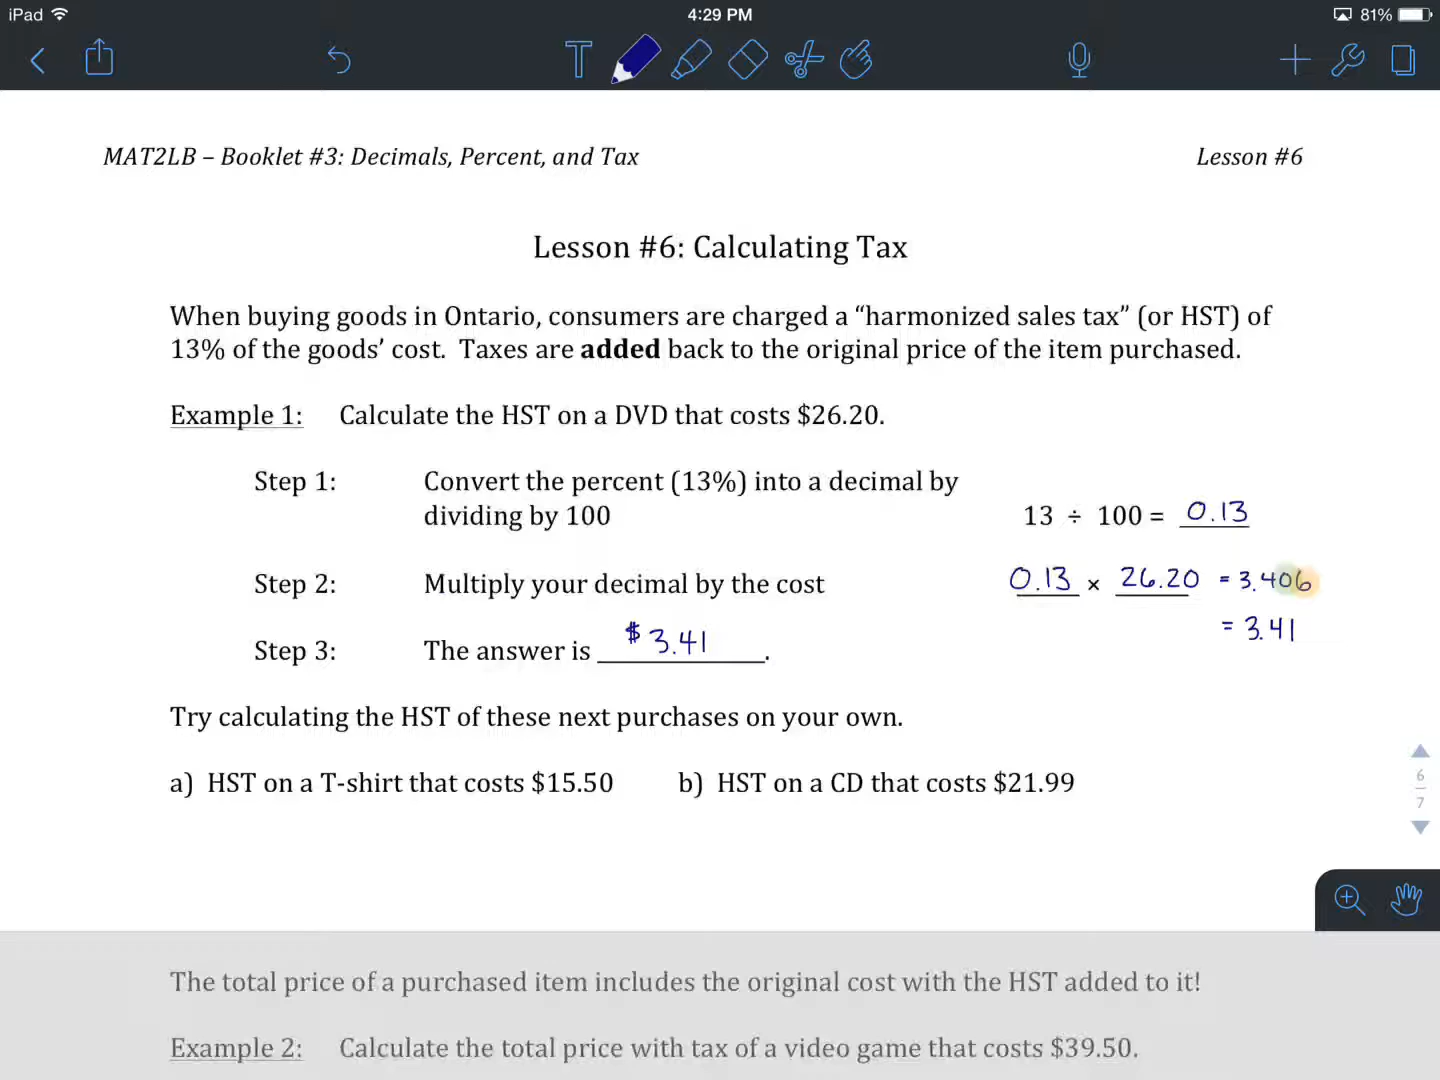 iPad 4:29 PM 81%
T
MAT2LB – Booklet #3: Decimals, Percent, and Tax Lesson #6
Lesson #6: Calculating Tax
When buying goods in Ontario, consumers are charged a “harmonized sales tax” (or HST) of
13% of the goods’ cost. Taxes are added back to the original price of the item purchased.
Example 1: Calculate the HST on a DVD that costs $26.20.
Step 1: Convert the percent (13%) into a decimal by
dividing by 100 13 ÷ 100 = 0.13
Step 2: Multiply your decimal by the cost 0.13 × 26.20 = 3.406
= 3.41
Step 3: The answer is $3.41.
Try calculating the HST of these next purchases on your own.
a) HST on a T-shirt that costs $15.50 b) HST on a CD that costs $21.99
6
7
The total price of a purchased item includes the original cost with the HST added to it!
Example 2: Calculate the total price with tax of a video game that costs $39.50.